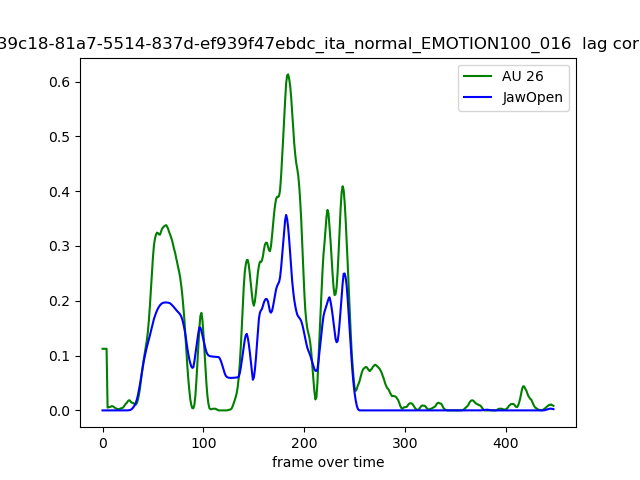 39c18-81a7-5514-837d-ef939f47ebdc_ita_normal_EMOTION100_016 lag cor
AU 26
JawOpen
0.6
0.5
0.4
0.3
0.2
0.1
0.0
0 100 200 300 400
frame over time